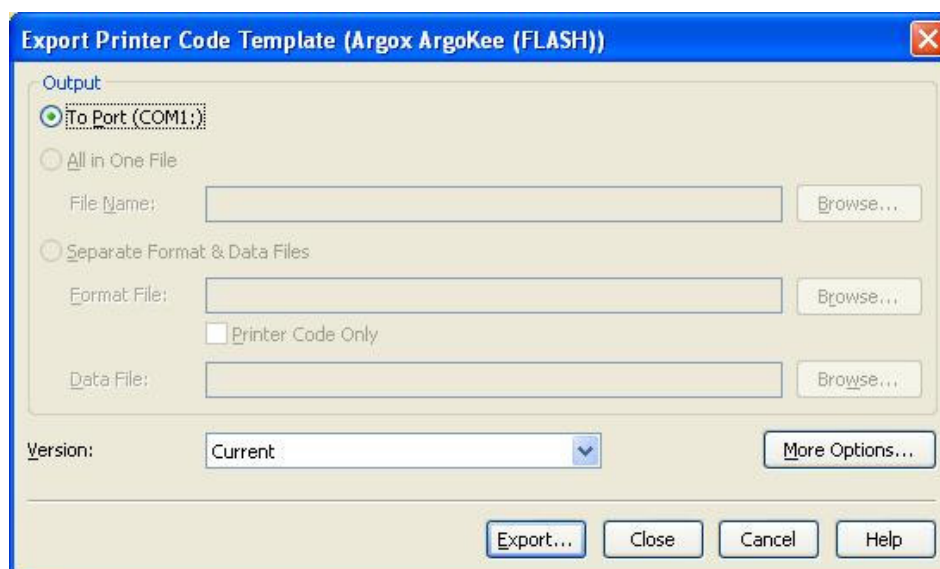 Export Printer Code Template (Argox ArgoKee (FLASH))
Output
To Port (COM1:)
All in One File
File Name:
Browse...
Separate Format & Data Files
Format File:
Browse...
Printer Code Only
Data File:
Browse...
Version:
Current
More Options...
Export...
Close
Cancel
Help